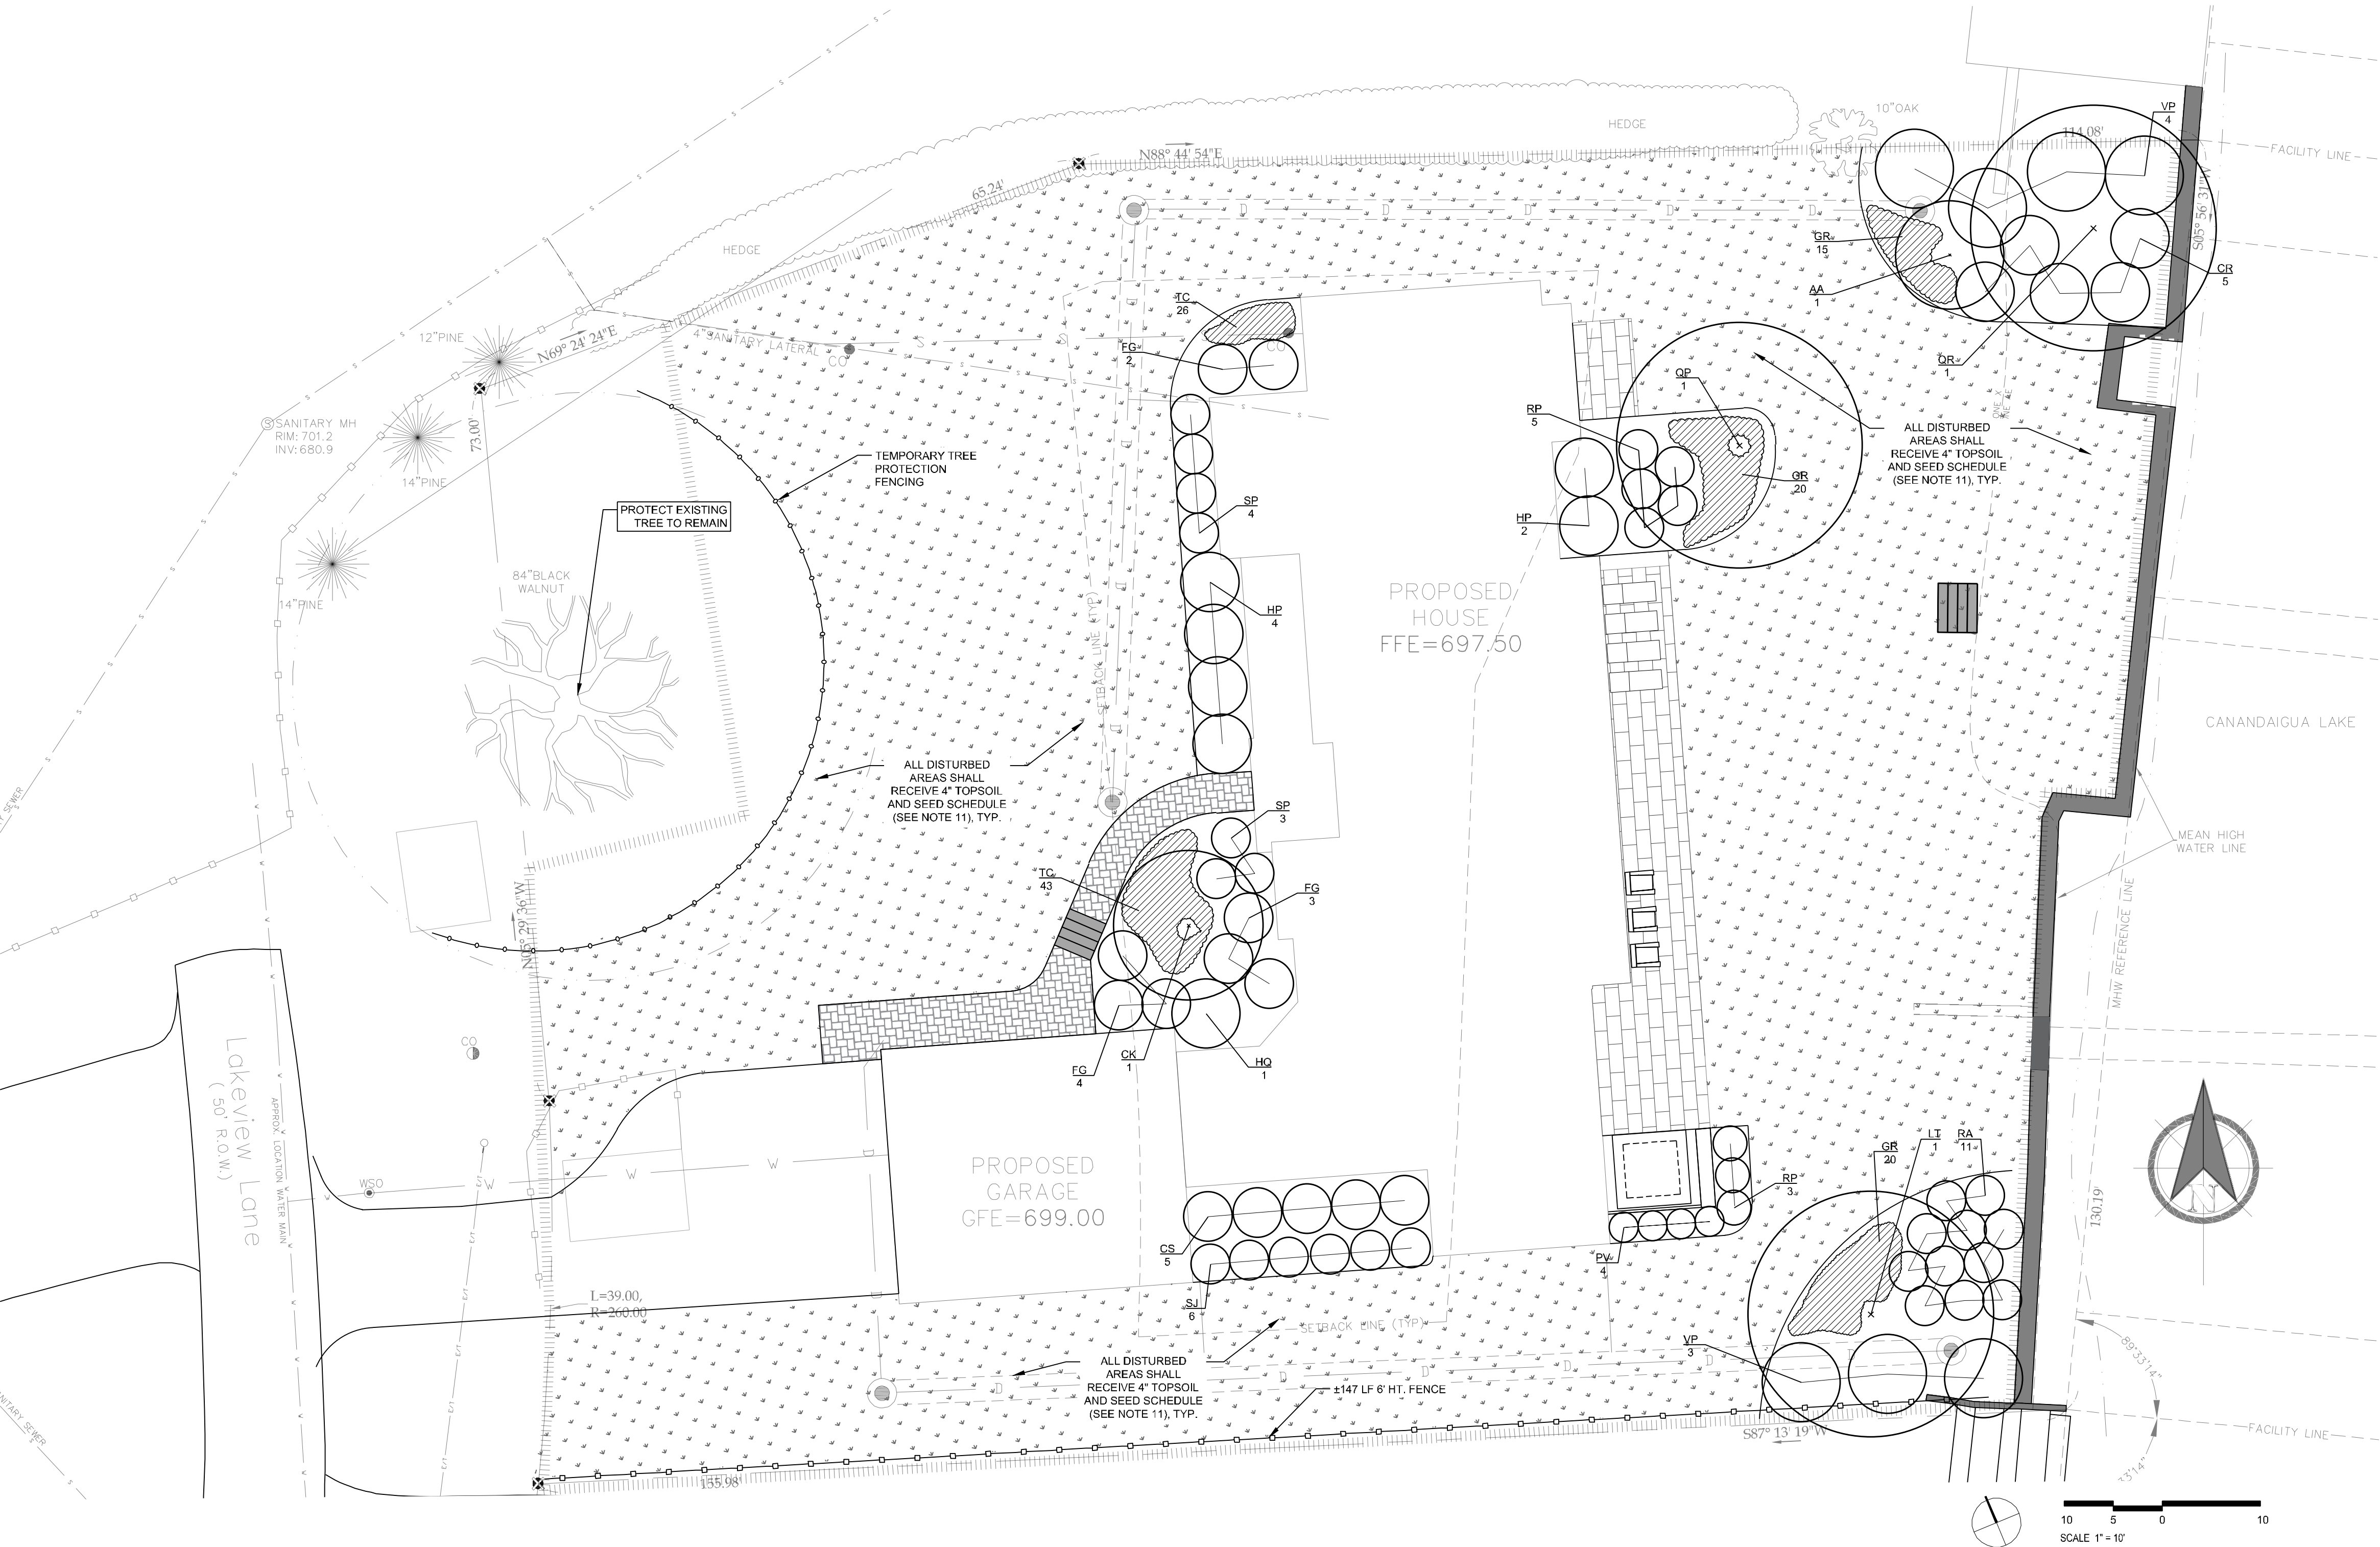 10"OAK
VP
4
114.08'
HEDGE
FACILITY LINE
N88° 44' 54"E
65.24'
S05° 56' 31"W
HEDGE
GR
15
CR
5
AA
1
TC
26
12"PINE
N69° 24' 24"E
4"SANITARY LATERAL
CO
S
S
CO
FG
2
QR
1
QP
1
RP
5
SANITARY MH
RIM: 701.2
INV: 680.9
73.00'
ALL DISTURBED
AREAS SHALL
RECEIVE 4" TOPSOIL
AND SEED SCHEDULE
(SEE NOTE 11), TYP.
TEMPORARY TREE
PROTECTION
FENCING
14"PINE
GR
20
SP
4
PROTECT EXISTING
TREE TO REMAIN
HP
2
84"BLACK
WALNUT
14"PINE
PROPOSED
HOUSE
FFE=697.50
HP
4
SETBACK LINE (TYP)
CANANDAIGUA LAKE
ALL DISTURBED
AREAS SHALL
RECEIVE 4" TOPSOIL
AND SEED SCHEDULE
(SEE NOTE 11), TYP.
SEWER
SP
3
MEAN HIGH
WATER LINE
TC
43
FG
3
MHW REFERENCE LINE
N05° 29' 36"W
CO
Lakeview Lane
( 50' R.O.W.)
APPROX. LOCATION WATER MAIN
FG
4
CK
1
HQ
1
LT
1
RA
11
GR
20
PROPOSED
GARAGE
GFE=699.00
WSO
W
W
W
RP
3
130.19'
N
CS
5
PV
4
L=39.00,
R=260.00
SJ
6
SETBACK LINE (TYP)
VP
3
89°33'14"
ALL DISTURBED
AREAS SHALL
RECEIVE 4" TOPSOIL
AND SEED SCHEDULE
(SEE NOTE 11), TYP.
±147 LF 6' HT. FENCE
S87° 13' 19"W
FACILITY LINE
SEWER
155.98'
10 5 0 10
SCALE 1" = 10'